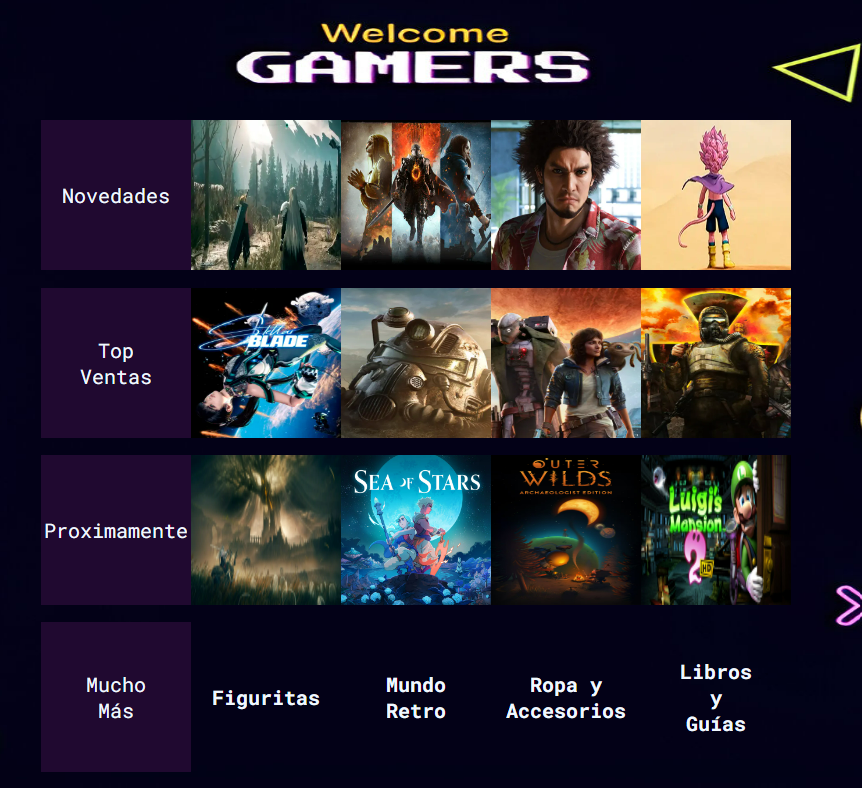 Welcome
GAMERS
Novedades
Top
Ventas
Stellar
BLADE
Proximamente
SEA OF STARS
OUTER
WILDS
ARCHAEOLOGIST EDITION
Luigi's
Mansion
2
HD
Mucho
Más
Figuritas
Mundo
Retro
Ropa y
Accesorios
Libros
y
Guías